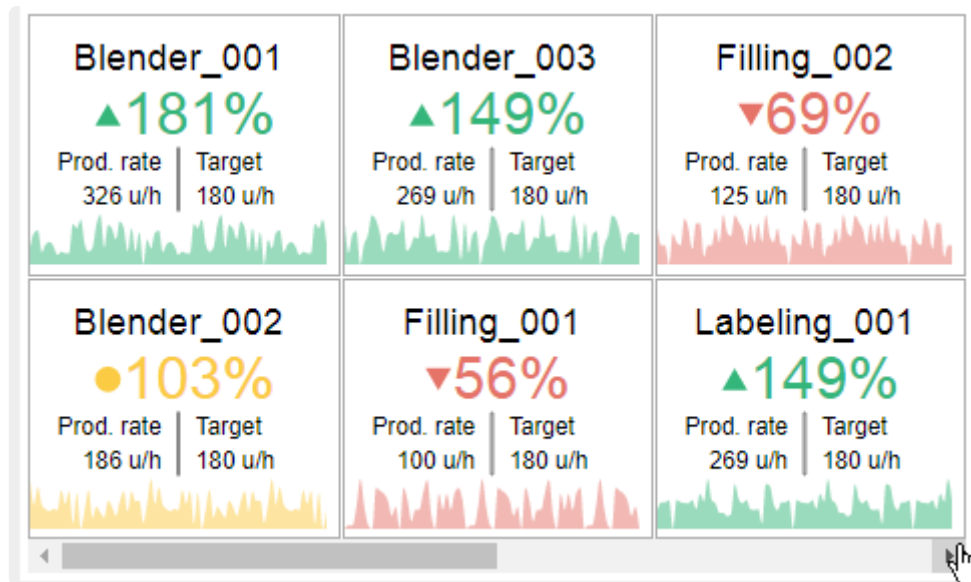 Blender_001
▲181%
Prod. rate Target
326 u/h 180 u/h
Blender_003
▲149%
Prod. rate Target
269 u/h 180 u/h
Filling_002
▼69%
Prod. rate Target
125 u/h 180 u/h
Blender_002
●103%
Prod. rate Target
186 u/h 180 u/h
Filling_001
▼56%
Prod. rate Target
100 u/h 180 u/h
Labeling_001
▲149%
Prod. rate Target
269 u/h 180 u/h